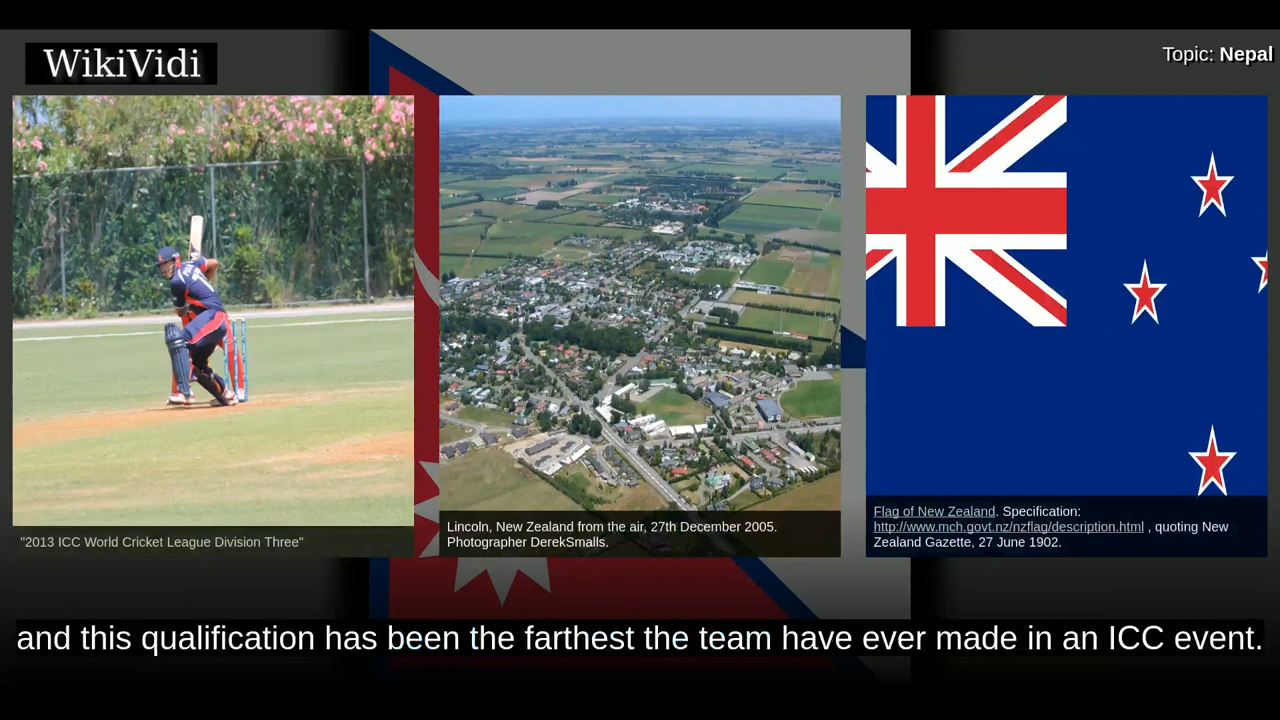 WikiVidi
Topic: Nepal
"2013 ICC World Cricket League Division Three"
Lincoln, New Zealand from the air, 27th December 2005.
Photographer DerekSmalls.
Flag of New Zealand. Specification:
http://www.mch.govt.nz/nzflag/description.html , quoting New
Zealand Gazette, 27 June 1902.
and this qualification has been the farthest the team have ever made in an ICC event.